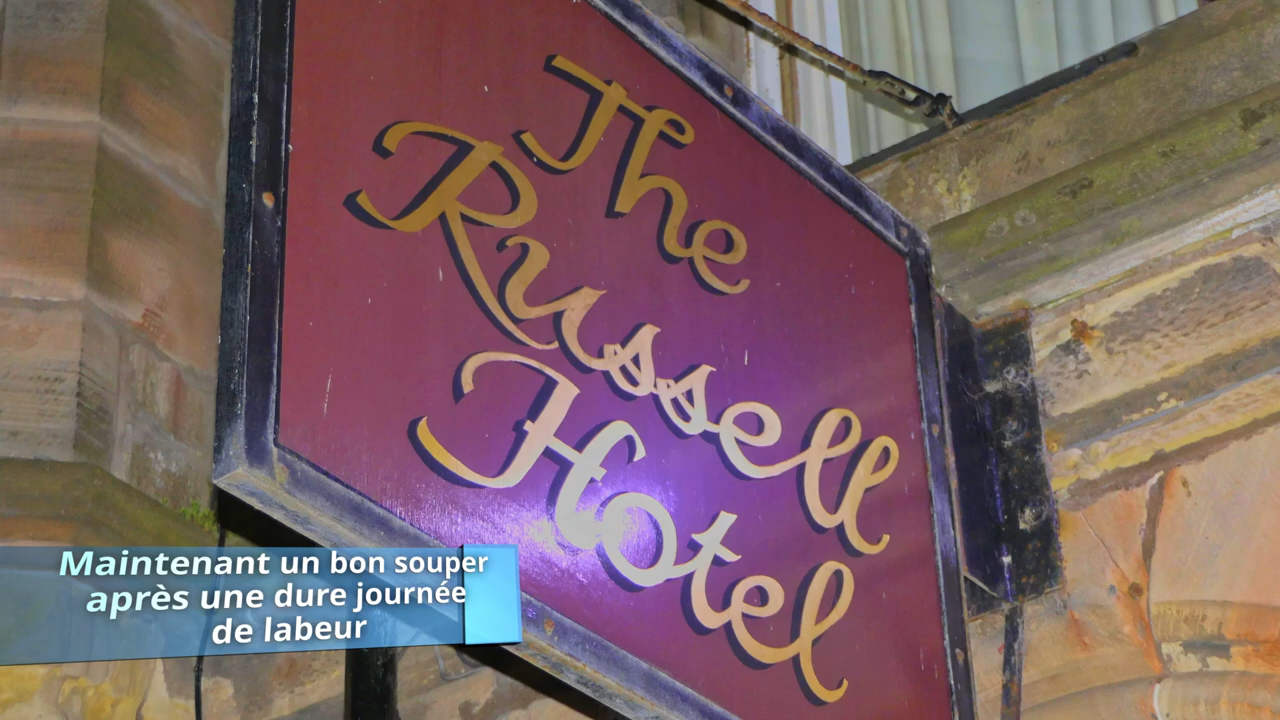 The
Russell
Hotel
Maintenant un bon souper
après une dure journée
de labeur